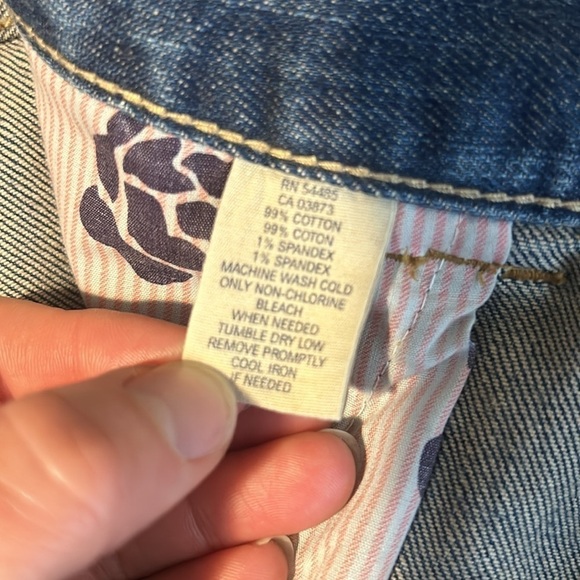 RN 54485
CA 03873
99% COTTON
99% COTON
1% SPANDEX
1% SPANDEX
MACHINE WASH COLD
ONLY NON-CHLORINE
BLEACH
WHEN NEEDED
TUMBLE DRY LOW
REMOVE PROMPTLY
COOL IRON
IF NEEDED